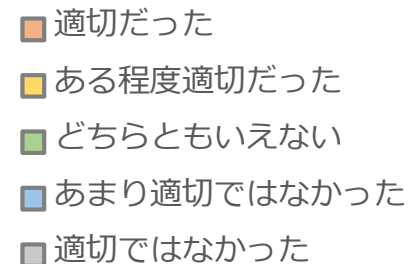 適切だった
ある程度適切だった
どちらともいえない
あまり適切ではなかった
適切ではなかった